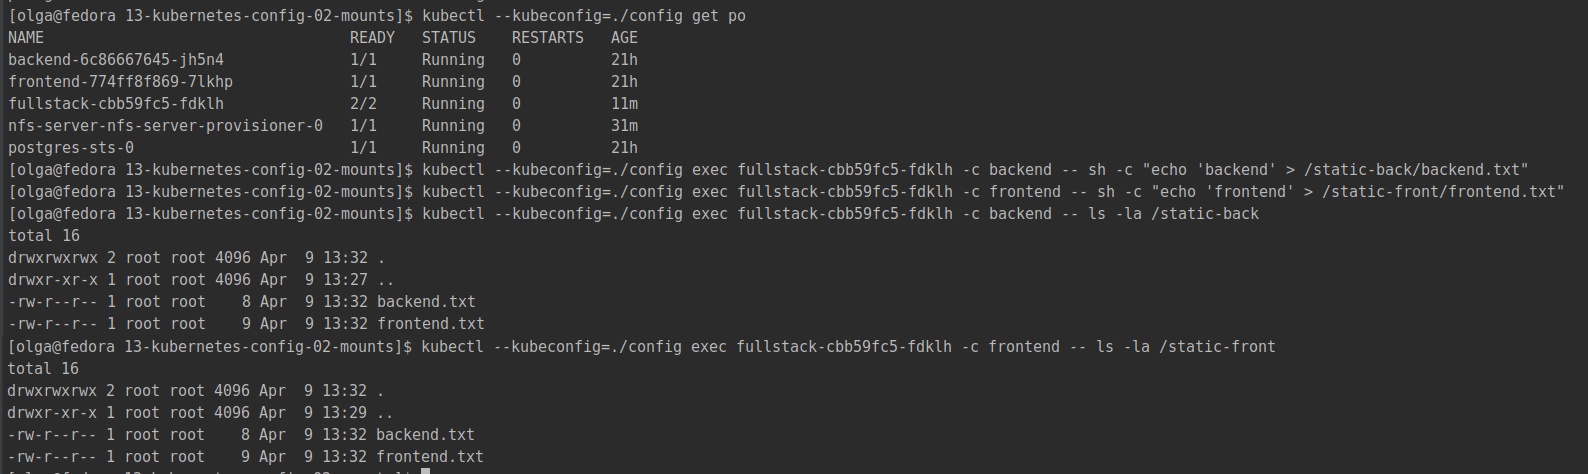 [olga@fedora 13-kubernetes-config-02-mounts]$ kubectl --kubeconfig=./config get po
NAME                                  READY   STATUS    RESTARTS   AGE
backend-6c86667645-jh5n4              1/1     Running   0          21h
frontend-774ff8f869-7lkhp             1/1     Running   0          21h
fullstack-cbb59fc5-fdklh              2/2     Running   0          11m
nfs-server-nfs-server-provisioner-0   1/1     Running   0          31m
postgres-sts-0                        1/1     Running   0          21h
[olga@fedora 13-kubernetes-config-02-mounts]$ kubectl --kubeconfig=./config exec fullstack-cbb59fc5-fdklh -c backend -- sh -c "echo 'backend' > /static-back/backend.txt"
[olga@fedora 13-kubernetes-config-02-mounts]$ kubectl --kubeconfig=./config exec fullstack-cbb59fc5-fdklh -c frontend -- sh -c "echo 'frontend' > /static-front/frontend.txt"
[olga@fedora 13-kubernetes-config-02-mounts]$ kubectl --kubeconfig=./config exec fullstack-cbb59fc5-fdklh -c backend -- ls -la /static-back
total 16
drwxrwxrwx 2 root root 4096 Apr  9 13:32 .
drwxr-xr-x 1 root root 4096 Apr  9 13:27 ..
-rw-r--r-- 1 root root    8 Apr  9 13:32 backend.txt
-rw-r--r-- 1 root root    9 Apr  9 13:32 frontend.txt
[olga@fedora 13-kubernetes-config-02-mounts]$ kubectl --kubeconfig=./config exec fullstack-cbb59fc5-fdklh -c frontend -- ls -la /static-front
total 16
drwxrwxrwx 2 root root 4096 Apr  9 13:32 .
drwxr-xr-x 1 root root 4096 Apr  9 13:29 ..
-rw-r--r-- 1 root root    8 Apr  9 13:32 backend.txt
-rw-r--r-- 1 root root    9 Apr  9 13:32 frontend.txt